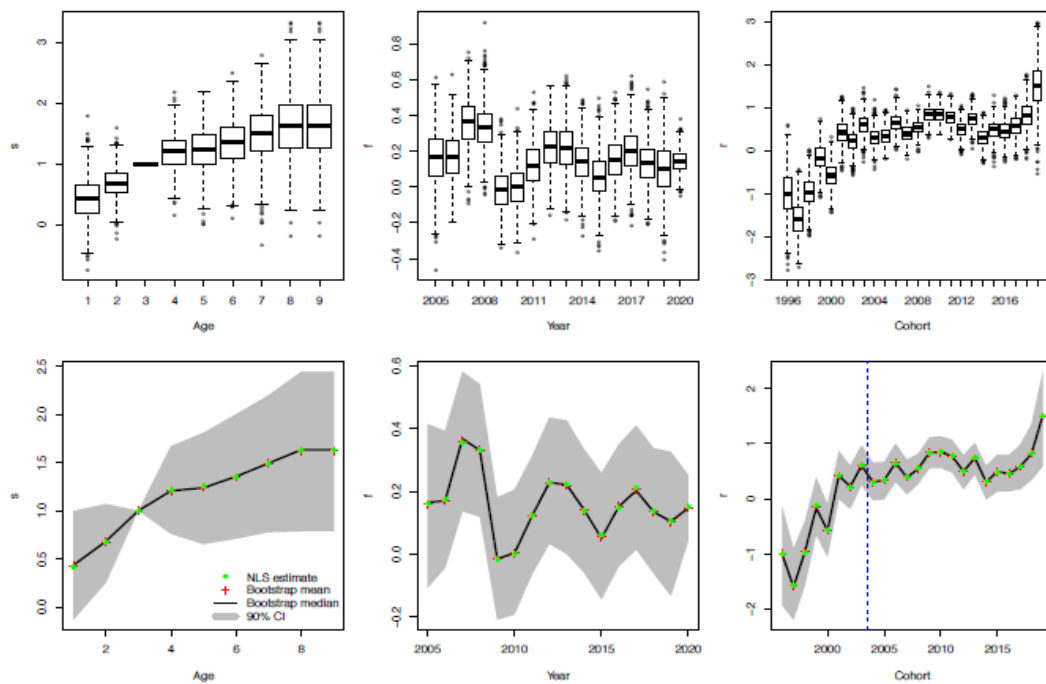 s
3
2
1
0
1 2 3 4 5 6 7 8 9
Age
f
0.8
0.6
0.4
0.2
0.0
−0.2
−0.4
2005 2008 2011 2014 2017 2020
Year
r
3
2
1
0
−1
−2
−3
1996 2000 2004 2008 2012 2016
Cohort
s
2.5
2.0
1.5
1.0
0.5
0.0
NLS estimate
Bootstrap mean
Bootstrap median
90% CI
2 4 6 8
Age
f
0.6
0.4
0.2
0.0
−0.2
2005 2010 2015 2020
Year
r
2
1
0
−1
−2
2000 2005 2010 2015
Cohort